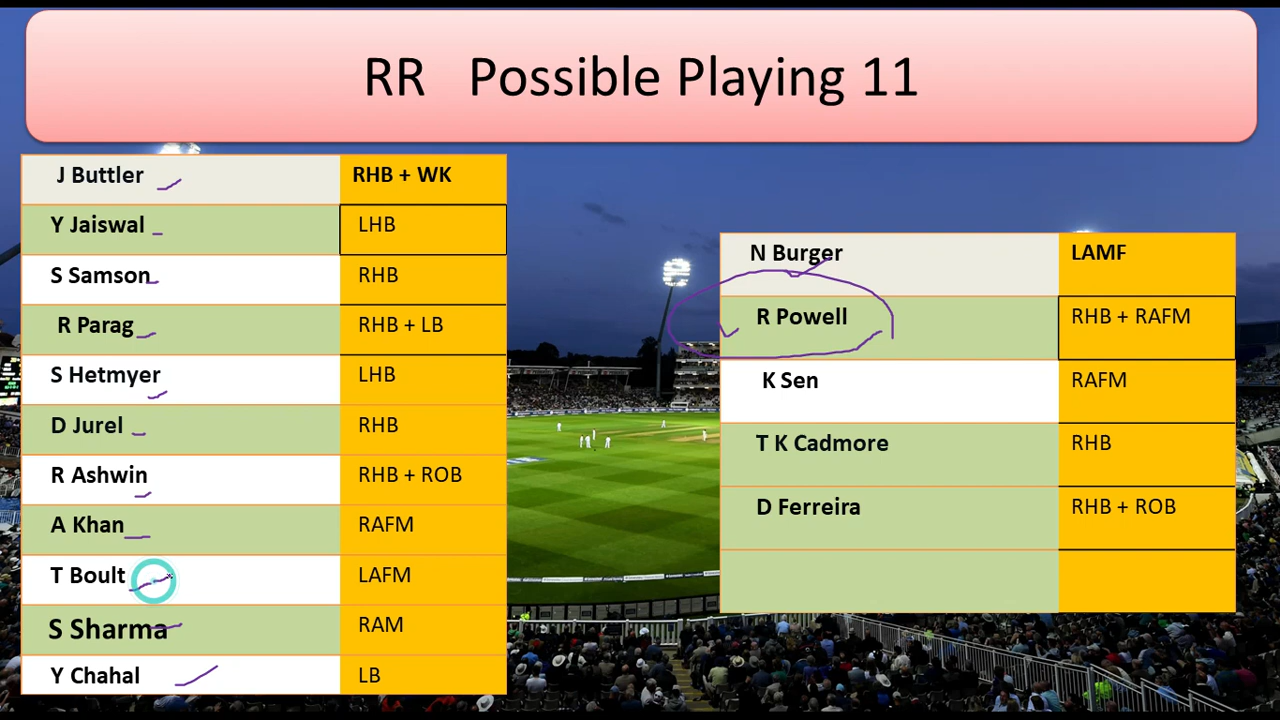 RR Possible Playing 11
J Buttler RHB + WK
Y Jaiswal LHB
S Samson RHB
R Parag RHB + LB
S Hetmyer LHB
D Jurel RHB
R Ashwin RHB + ROB
A Khan RAFM
T Boult LAFM
S Sharma RAM
Y Chahal LB
N Burger LAMF
R Powell RHB + RAFM
K Sen RAFM
T K Cadmore RHB
D Ferreira RHB + ROB